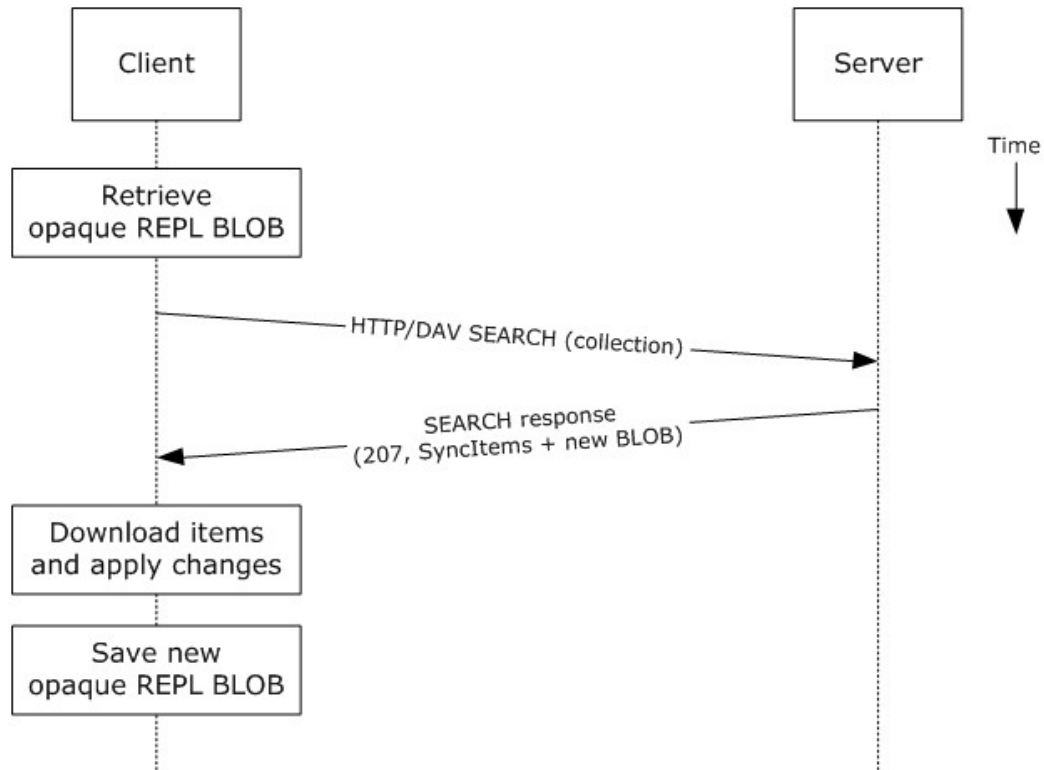 Client
Server
Time
Retrieve
opaque REPL BLOB
HTTP/DAV SEARCH (collection)
SEARCH response
(207, SyncItems + new BLOB)
Download items
and apply changes
Save new
opaque REPL BLOB